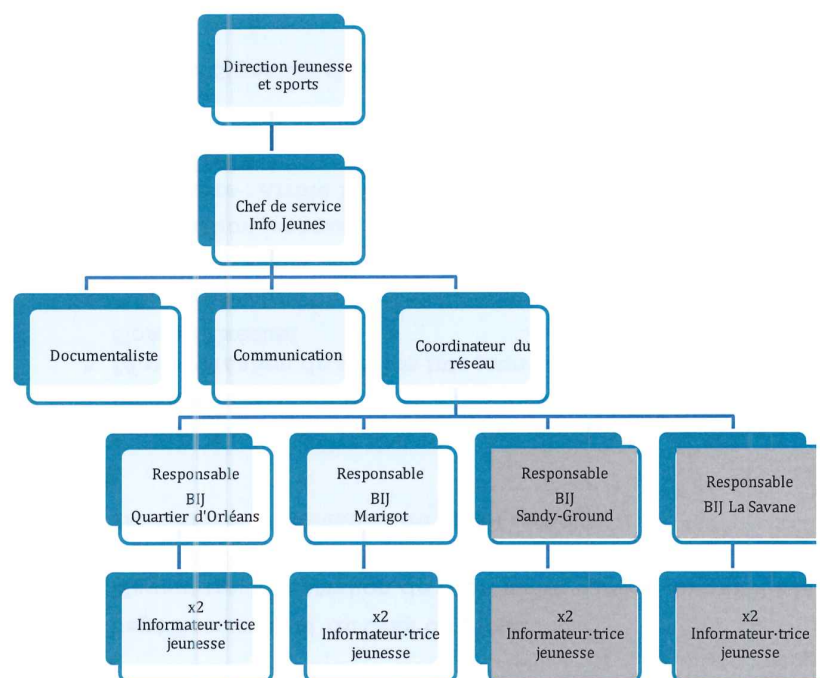 Direction Jeunesse
et sports
Chef de service
Info Jeunes
Documentaliste
Communication
Coordinateur du
réseau
Responsable
BIJ
Quartier d'Orléans
Responsable
BIJ
Marigot
Responsable
BIJ
Sandy-Ground
Responsable
BIJ La Savane
x2
Informateur·trice
jeunesse
x2
Informateur·trice
jeunesse
x2
Informateur·trice
jeunesse
x2
Informateur·trice
jeunesse